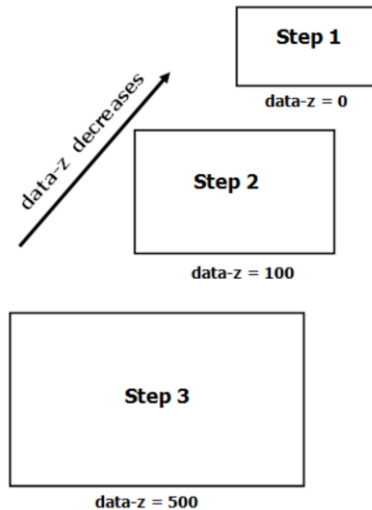 Step 1
data-z = 0
data-z decreases
Step 2
data-z = 100
Step 3
data-z = 500